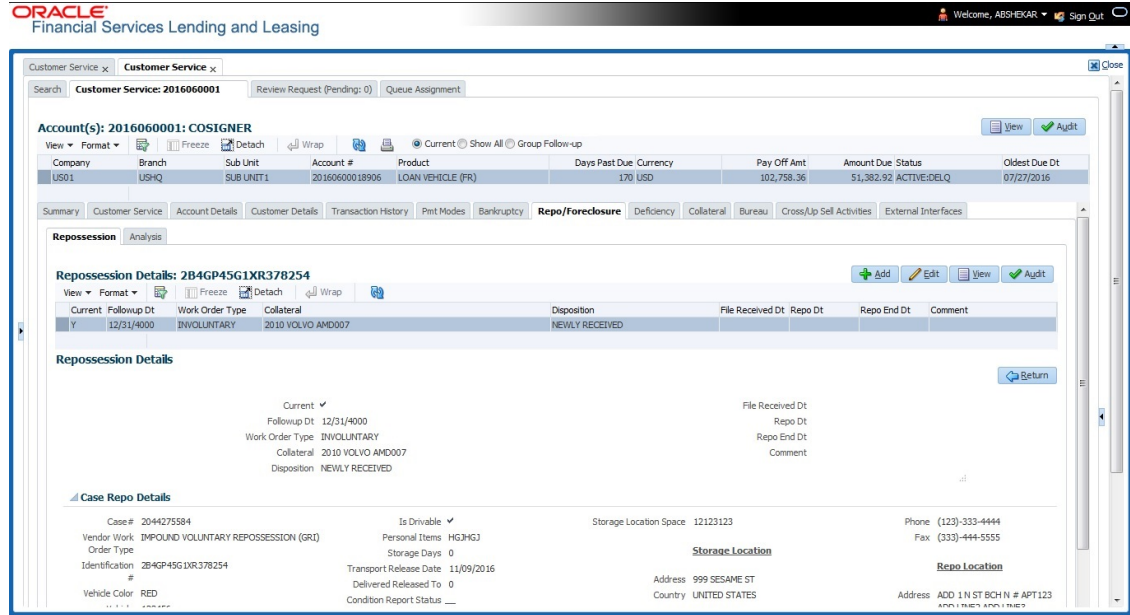 ORACLE
Financial Services Lending and Leasing
Welcome, ABSHEKAR Sign Out
Customer Service x Customer Service x Close
Search Customer Service: 2016060001 Review Request (Pending: 0) Queue Assignment
Account(s): 2016060001: COSIGNER View Audit
View Format Freeze Detach Wrap Current Show All Group Follow-up
Company Branch Sub Unit Account # Product Days Past Due Currency Pay Off Amt Amount Due Status Oldest Due Dt
US01 USHQ SUB UNIT1 20160600018906 LOAN VEHICLE (FR) 170 USD 102,758.36 51,382.92 ACTIVE:DELQ 07/27/2016
Summary Customer Service Account Details Customer Details Transaction History Pmt Modes Bankruptcy Repo/Foreclosure Deficiency Collateral Bureau Cross/Up Sell Activities External Interfaces
Repossession Analysis
Repossession Details: 2B4GP45G1XR378254 Add Edit View Audit
View Format Freeze Detach Wrap
Current Followup Dt Work Order Type Collateral Disposition File Received Dt Repo Dt Repo End Dt Comment
Y 12/31/4000 INVOLUNTARY 2010 VOLVO AMD007 NEWLY RECEIVED
Repossession Details
Return
Current File Received Dt
Followup Dt 12/31/4000 Repo Dt
Work Order Type INVOLUNTARY Repo End Dt
Collateral 2010 VOLVO AMD007 Comment
Disposition NEWLY RECEIVED
Case Repo Details
Case # 2044275584 Is Drivable Storage Location Space 12123123 Phone (123)-333-4444
Vendor Work Order Type IMPOUND VOLUNTARY REPOSSESSION (GRI) Personal Items HGJHGJ Fax (333)-444-5555
Storage Days 0 Storage Location
Identification # 2B4GP45G1XR378254 Transport Release Date 11/09/2016 Repo Location
Delivered Released To 0 Address 999 SESAME ST
Vehicle Color RED Condition Report Status Country UNITED STATES Address ADD 1 N ST BCH N # APT123